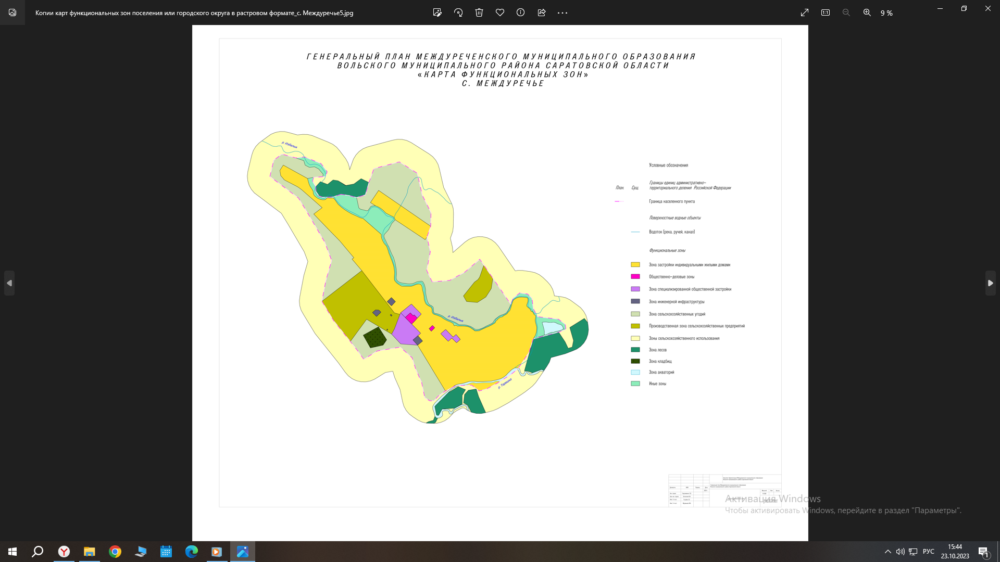 Копии карт функциональных зон поселения или городского округа в растровом формате_с. Междуречье5.jpg
9 %
ГЕНЕРАЛЬНЫЙ ПЛАН МЕЖДУРЕЧЕНСКОГО МУНИЦИПАЛЬНОГО ОБРАЗОВАНИЯ
ВОЛЬСКОГО МУНИЦИПАЛЬНОГО РАЙОНА САРАТОВСКОЙ ОБЛАСТИ
«КАРТА ФУНКЦИОНАЛЬНЫХ ЗОН»
С. МЕЖДУРЕЧЬЕ
р. Избалык
р. Избалык
р. Терешка
Условные обозначения
План. Сущ.
Границы единиц административно-
территориального деления Российской Федерации
Граница населенного пункта
Поверхностные водные объекты
Водоток (река, ручей, канал)
Функциональные зоны
Зона застройки индивидуальными жилыми домами
Общественно-деловые зоны
Зона специализированной общественной застройки
Зона инженерной инфраструктуры
Зона сельскохозяйственных угодий
Производственная зона сельскохозяйственных предприятий
Зоны сельскохозяйственного использования
Зона лесов
Зона кладбищ
Зона акваторий
Иные зоны
Активация Windows
Чтобы активировать Windows, перейдите в раздел "Параметры".
РУС
15:44
23.10.2023
1